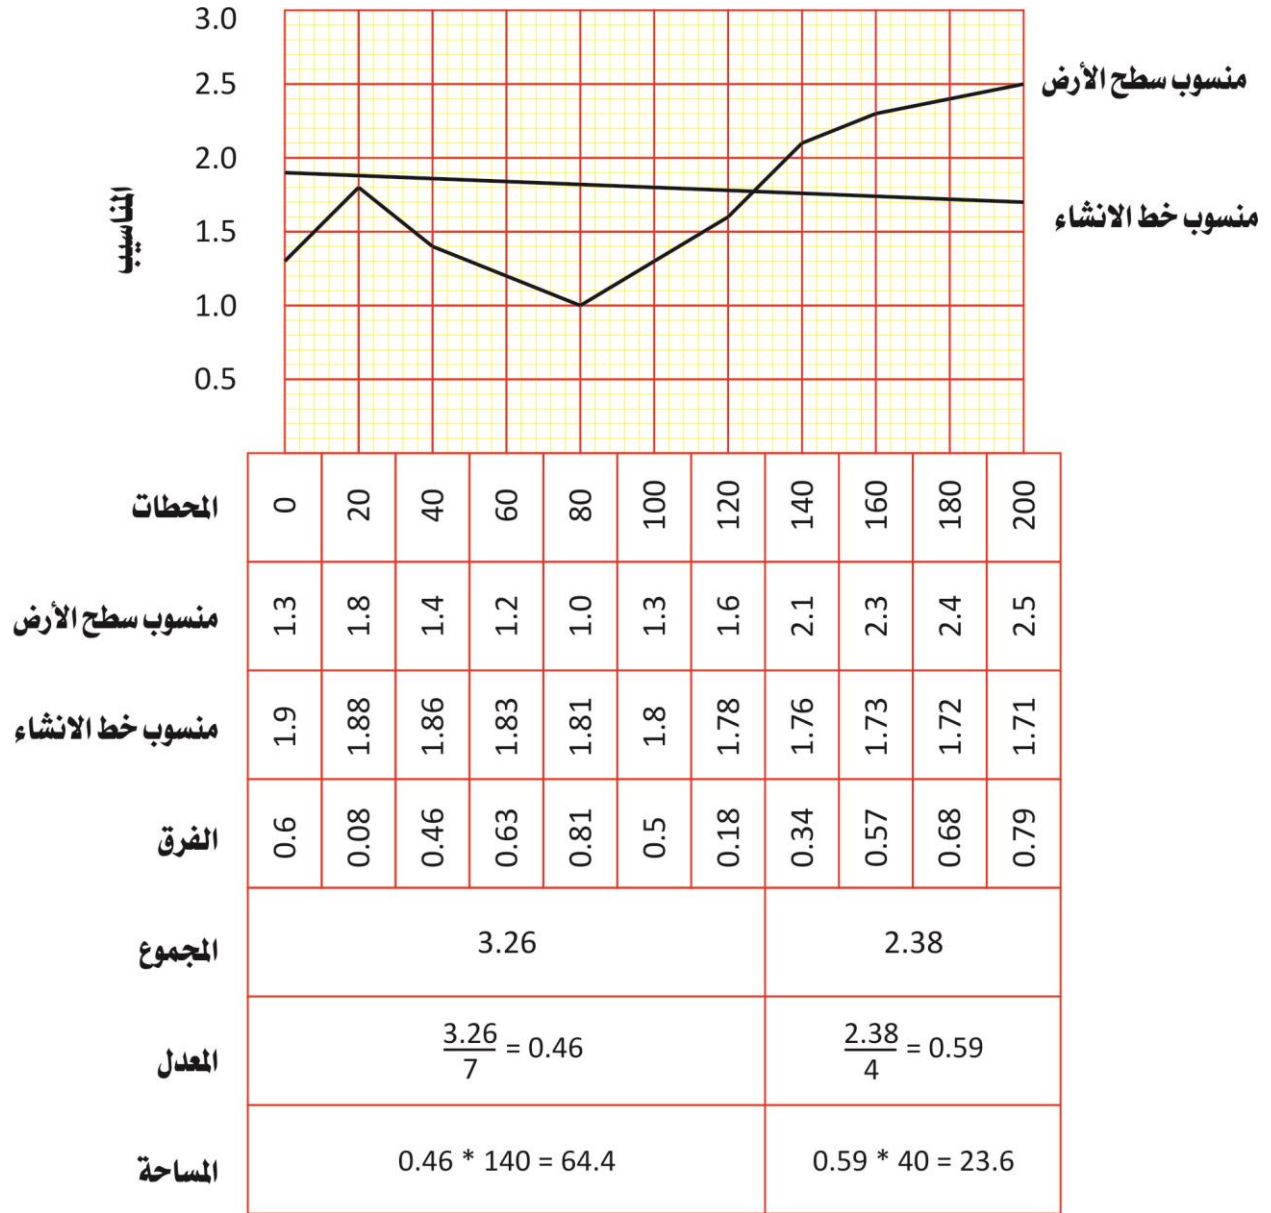 3.0
2.5
2.0
1.5
1.0
0.5
المناسيب
منسوب سطح الأرض
منسوب خط الانشاء
المحطات 0 20 40 60 80 100 120 140 160 180 200
منسوب سطح الأرض 1.3 1.8 1.4 1.2 1.0 1.3 1.6 2.1 2.3 2.4 2.5
منسوب خط الانشاء 1.9 1.88 1.86 1.83 1.81 1.8 1.78 1.76 1.73 1.72 1.71
الفرق 0.6 0.08 0.46 0.63 0.81 0.5 0.18 0.34 0.57 0.68 0.79
المجموع 3.26 2.38
المعدل 3.26/7 = 0.46 2.38/4 = 0.59
المساحة 0.46 * 140 = 64.4 0.59 * 40 = 23.6